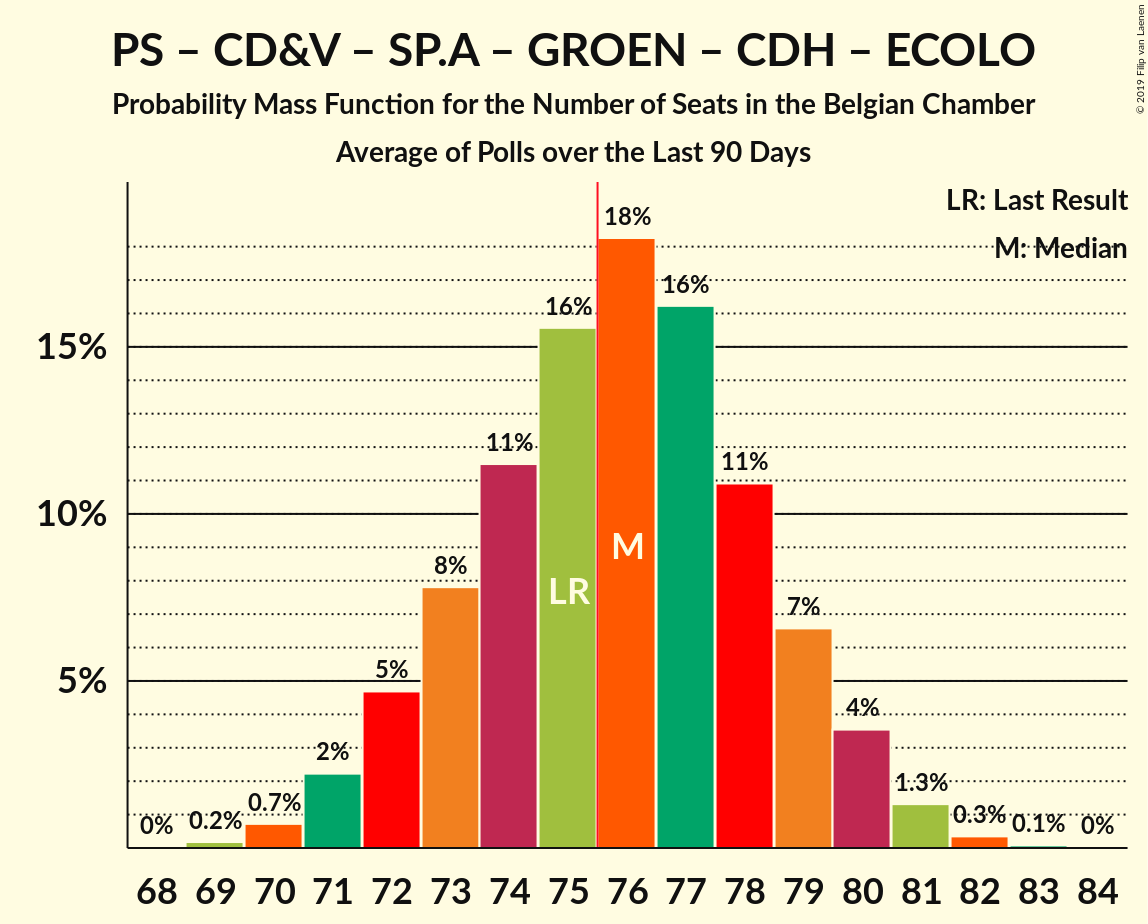 PS – CD&V – SP.A – GROEN – CDH – ECOLO
Probability Mass Function for the Number of Seats in the Belgian Chamber
Average of Polls over the Last 90 Days
© 2019 Filip van Laenen
LR: Last Result
M: Median
15%
10%
5%
0%
0.2%
0.7%
2%
5%
8%
11%
16%
18%
16%
11%
7%
4%
1.3%
0.3%
0.1%
0%
LR
M
68 69 70 71 72 73 74 75 76 77 78 79 80 81 82 83 84